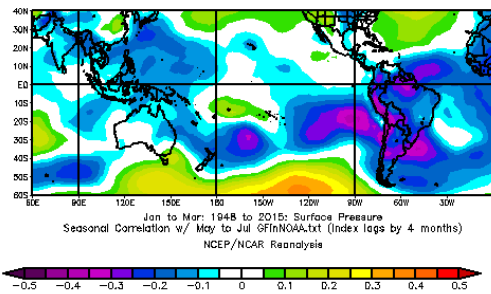 40N
30N
20N
10N
EQ
10S
20S
30S
40S
50S
60S
60E 90E 120E 150E 180 150W 120W 90W 60W 30W
Jan to Mar: 1948 to 2015: Surface Pressure
Seasonal Correlation w/ May to Jul GFInNOAA.txt (Index lags by 4 months)
NCEP/NCAR Reanalysis
-0.5 -0.4 -0.3 -0.2 -0.1 0 0.1 0.2 0.3 0.4 0.5